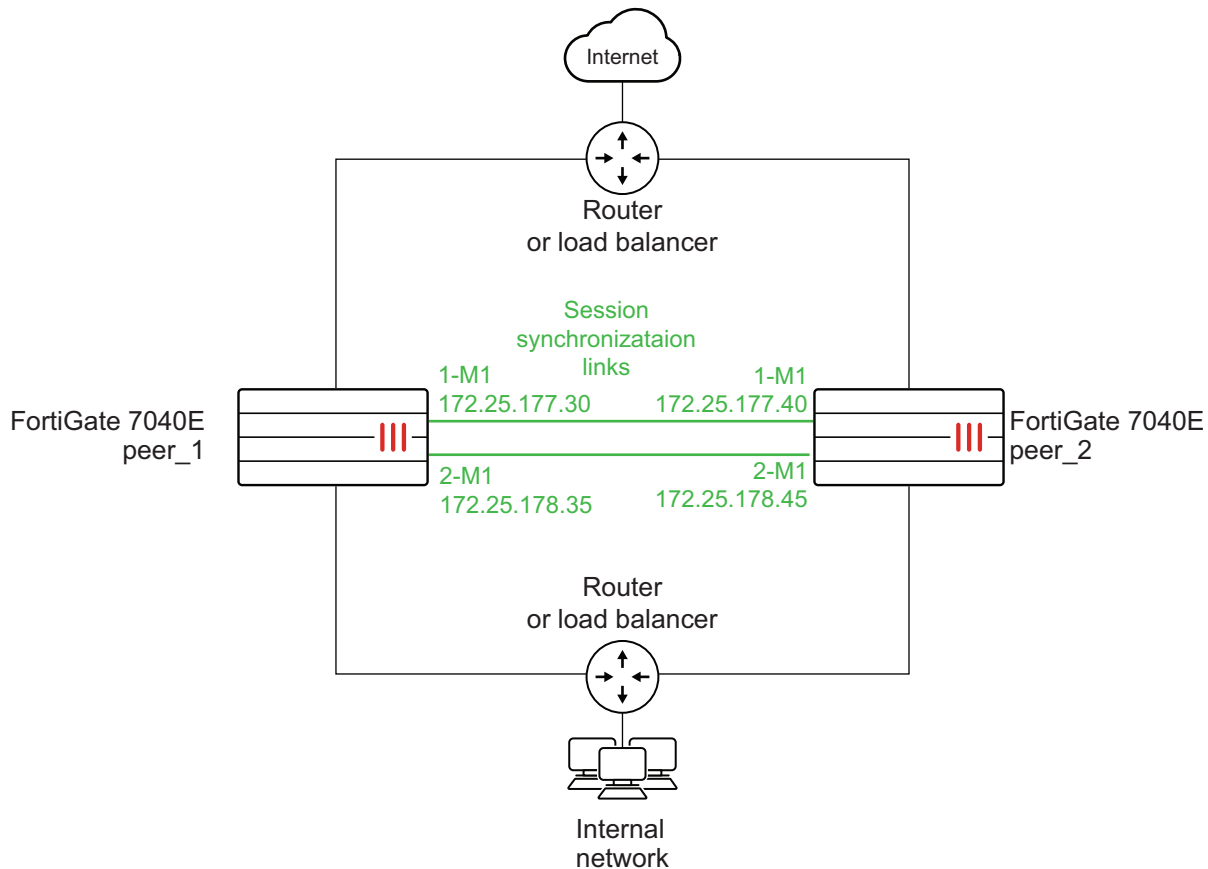 Internet
Router
or load balancer
Session
synchronizataion
links
1-M1
172.25.177.30
1-M1
172.25.177.40
FortiGate 7040E
peer_1
FortiGate 7040E
peer_2
2-M1
172.25.178.35
2-M1
172.25.178.45
Router
or load balancer
Internal
network